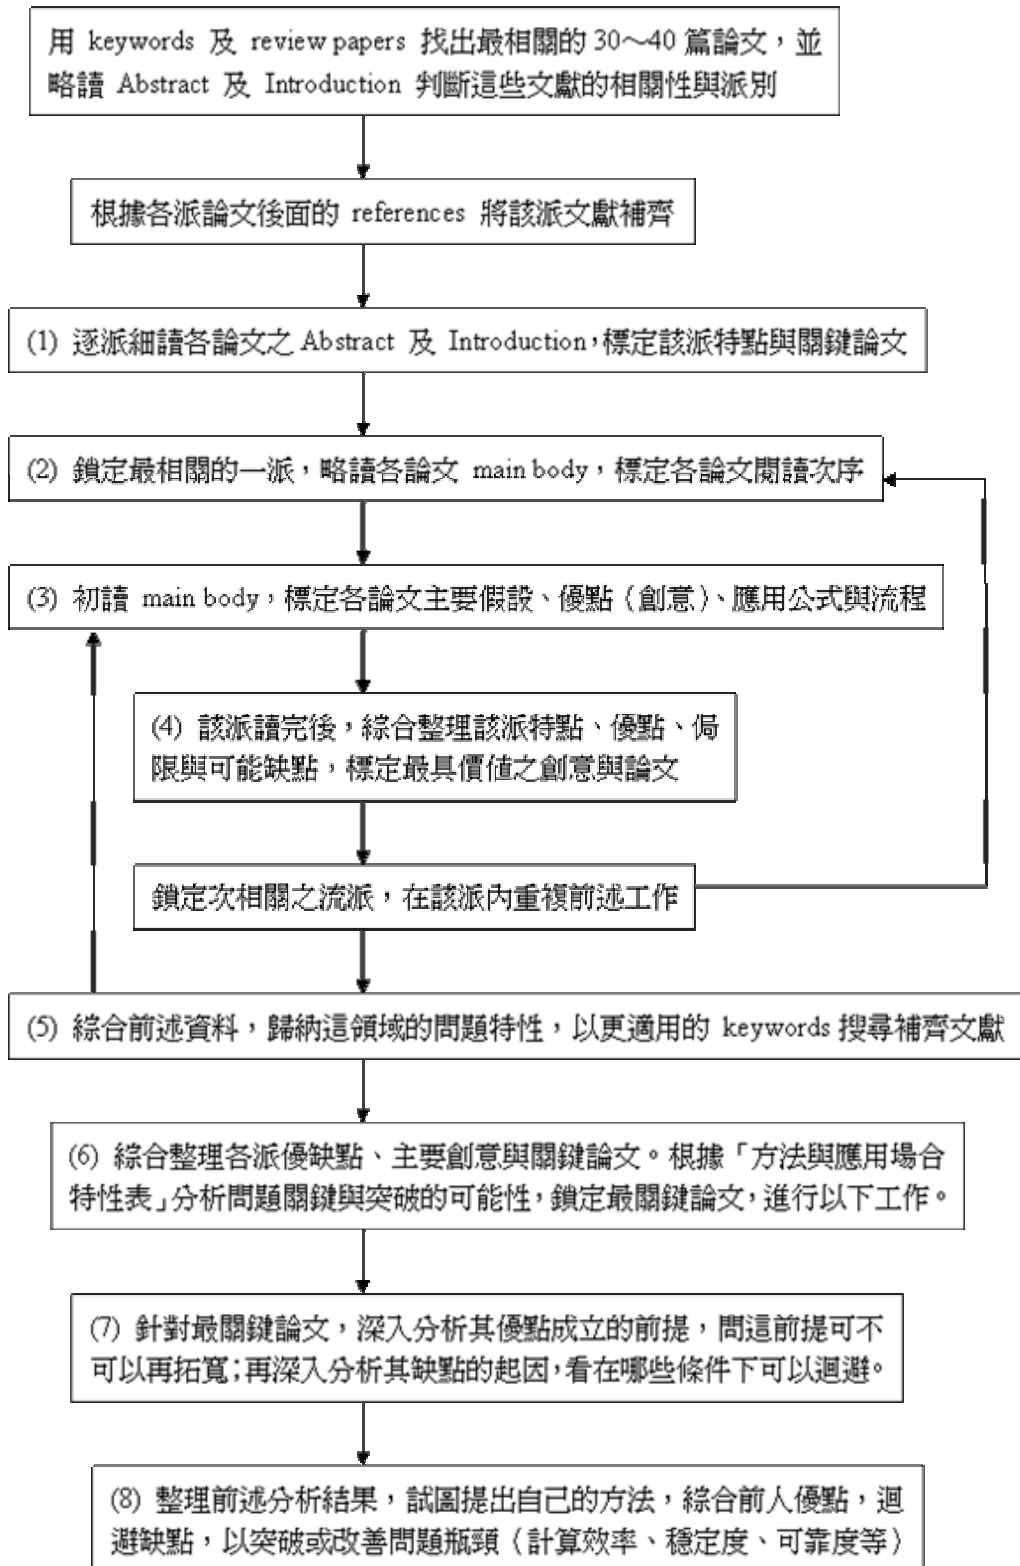 用 keywords 及 review papers 找出最相關的 30～40 篇論文，並
略讀 Abstract 及 Introduction 判斷這些文獻的相關性與派別
根據各派論文後面的 references 將該派文獻補齊
(1) 逐派細讀各論文之 Abstract 及 Introduction，標定該派特點與關鍵論文
(2) 鎖定最相關的一派，略讀各論文 main body，標定各論文閱讀次序
(3) 初讀 main body，標定各論文主要假設、優點（創意）、應用公式與流程
(4) 該派讀完後，綜合整理該派特點、優點、侷
限與可能缺點，標定最具價值之創意與論文
鎖定次相關之流派，在該派內重複前述工作
(5) 綜合前述資料，歸納這領域的問題特性，以更適用的 keywords 搜尋補齊文獻
(6) 綜合整理各派優缺點、主要創意與關鍵論文。根據「方法與應用場合
特性表」分析問題關鍵與突破的可能性，鎖定最關鍵論文，進行以下工作。
(7) 針對最關鍵論文，深入分析其優點成立的前提，問這前提可不
可以再拓寬；再深入分析其缺點的起因，看在哪些條件下可以迴避。
(8) 整理前述分析結果，試圖提出自己的方法，綜合前人優點，迴
避缺點，以突破或改善問題瓶頸（計算效率、穩定度、可靠度等）